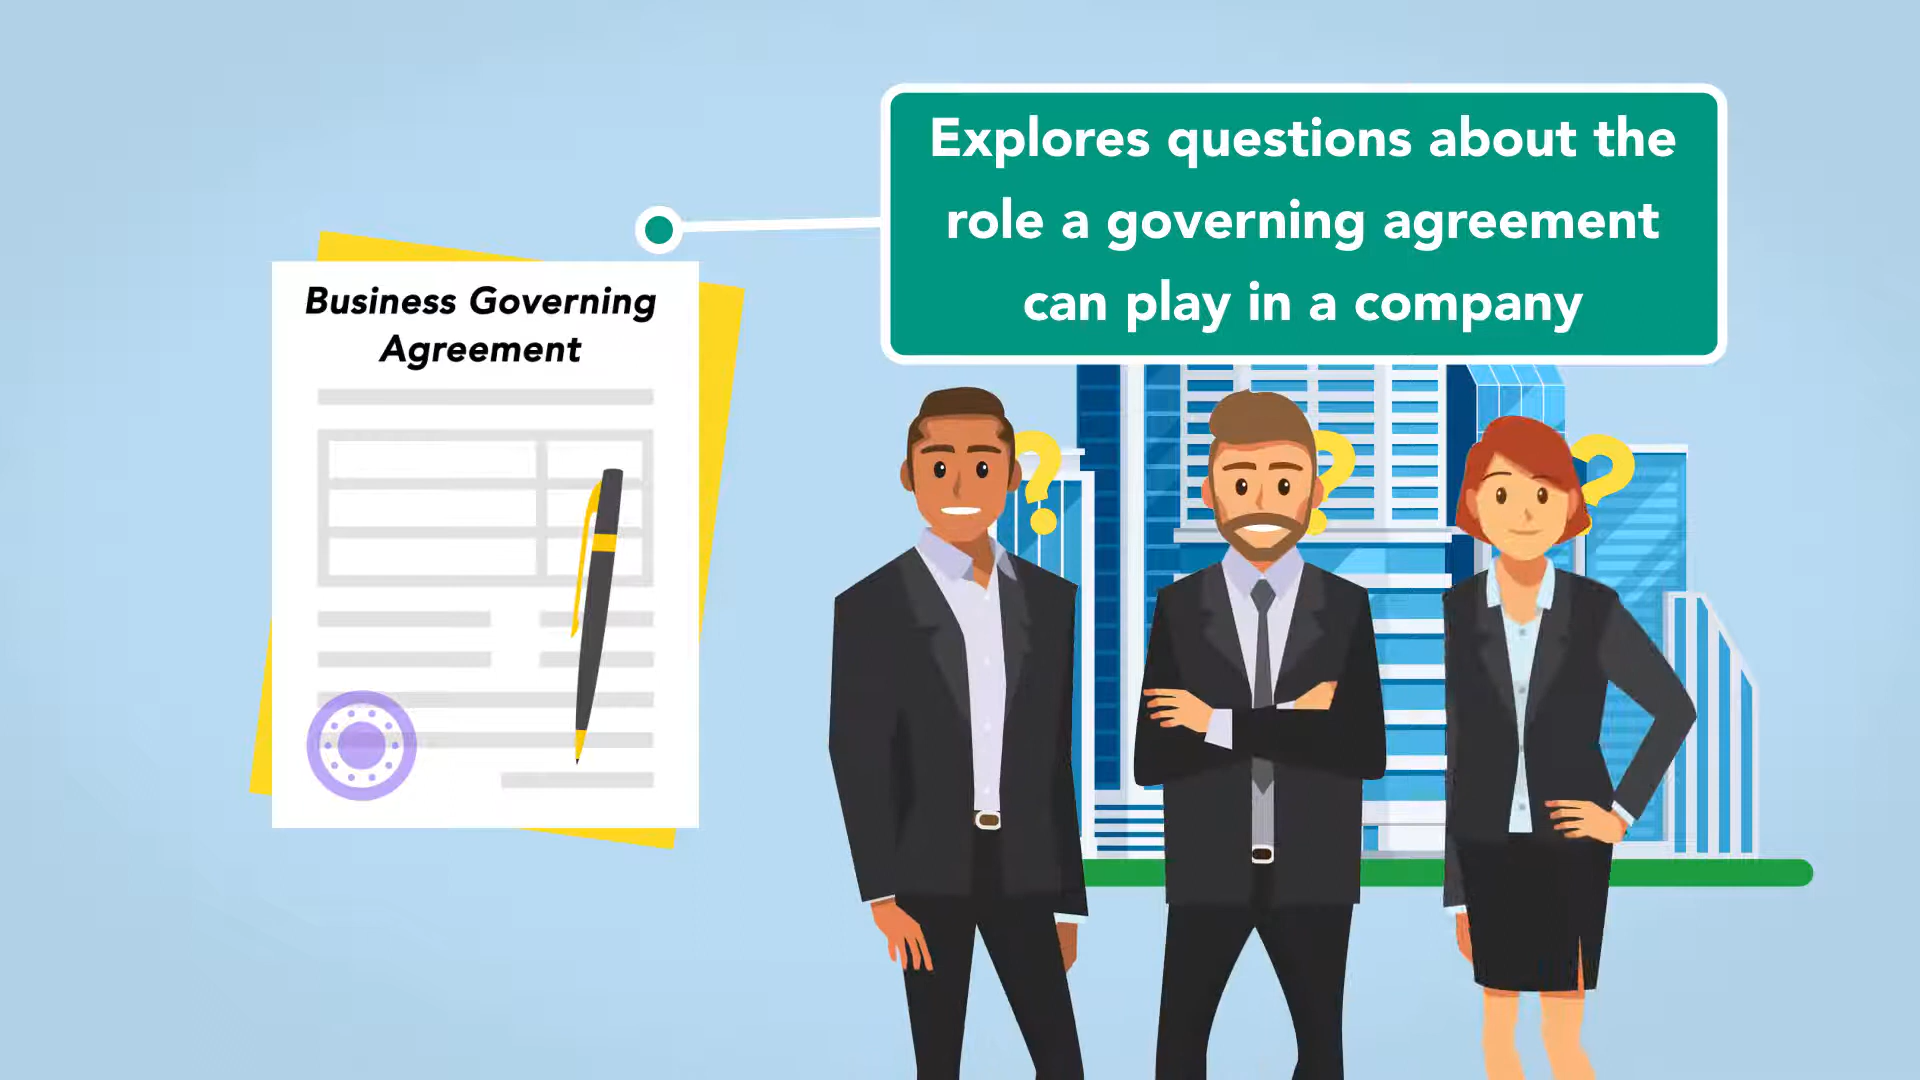 Explores questions about the
role a governing agreement
can play in a company
Business Governing
Agreement